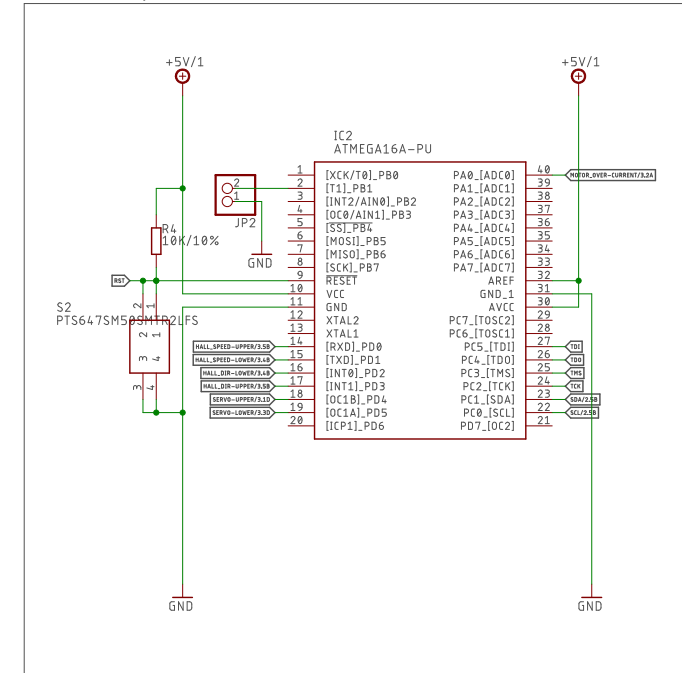 +5V/1
+5V/1
IC2
ATMEGA16A-PU
1 [XCK/T0]_PB0 PA0_[ADC0] 40 MOTOR_OVER-CURRENT/3.2A
2 [T1]_PB1 PA1_[ADC1] 39
3 [INT2/AIN0]_PB2 PA2_[ADC2] 38
4 [OC0/AIN1]_PB3 PA3_[ADC3] 37
5 [SS]_PB4 PA4_[ADC4] 36
6 [MOSI]_PB5 PA5_[ADC5] 35
7 [MISO]_PB6 PA6_[ADC6] 34
8 [SCK]_PB7 PA7_[ADC7] 33
9 RESET AREF 32
10 VCC GND_1 31
11 GND AVCC 30
12 XTAL2 PC7_[TOSC2] 29
13 XTAL1 PC6_[TOSC1] 28
HALL_SPEED-UPPER/3.5B 14 [RXD]_PD0 PC5_[TDI] 27 TDI
HALL_SPEED-LOWER/3.4B 15 [TXD]_PD1 PC4_[TDO] 26 TDO
HALL_DIR-LOWER/3.4B 16 [INT0]_PD2 PC3_[TMS] 25 TMS
HALL_DIR-UPPER/3.5B 17 [INT1]_PD3 PC2_[TCK] 24 TCK
SERVO-UPPER/3.1D 18 [OC1B]_PD4 PC1_[SDA] 23 SDA/2.5B
SERVO-LOWER/3.3D 19 [OC1A]_PD5 PC0_[SCL] 22 SCL/2.5B
20 [ICP1]_PD6 PD7_[OC2] 21
2
1
JP2
GND
R4
10K/10%
RST
S2
PTS647SM50SMTR2LFS
2 1
2 1
3 4
3 4
GND
GND